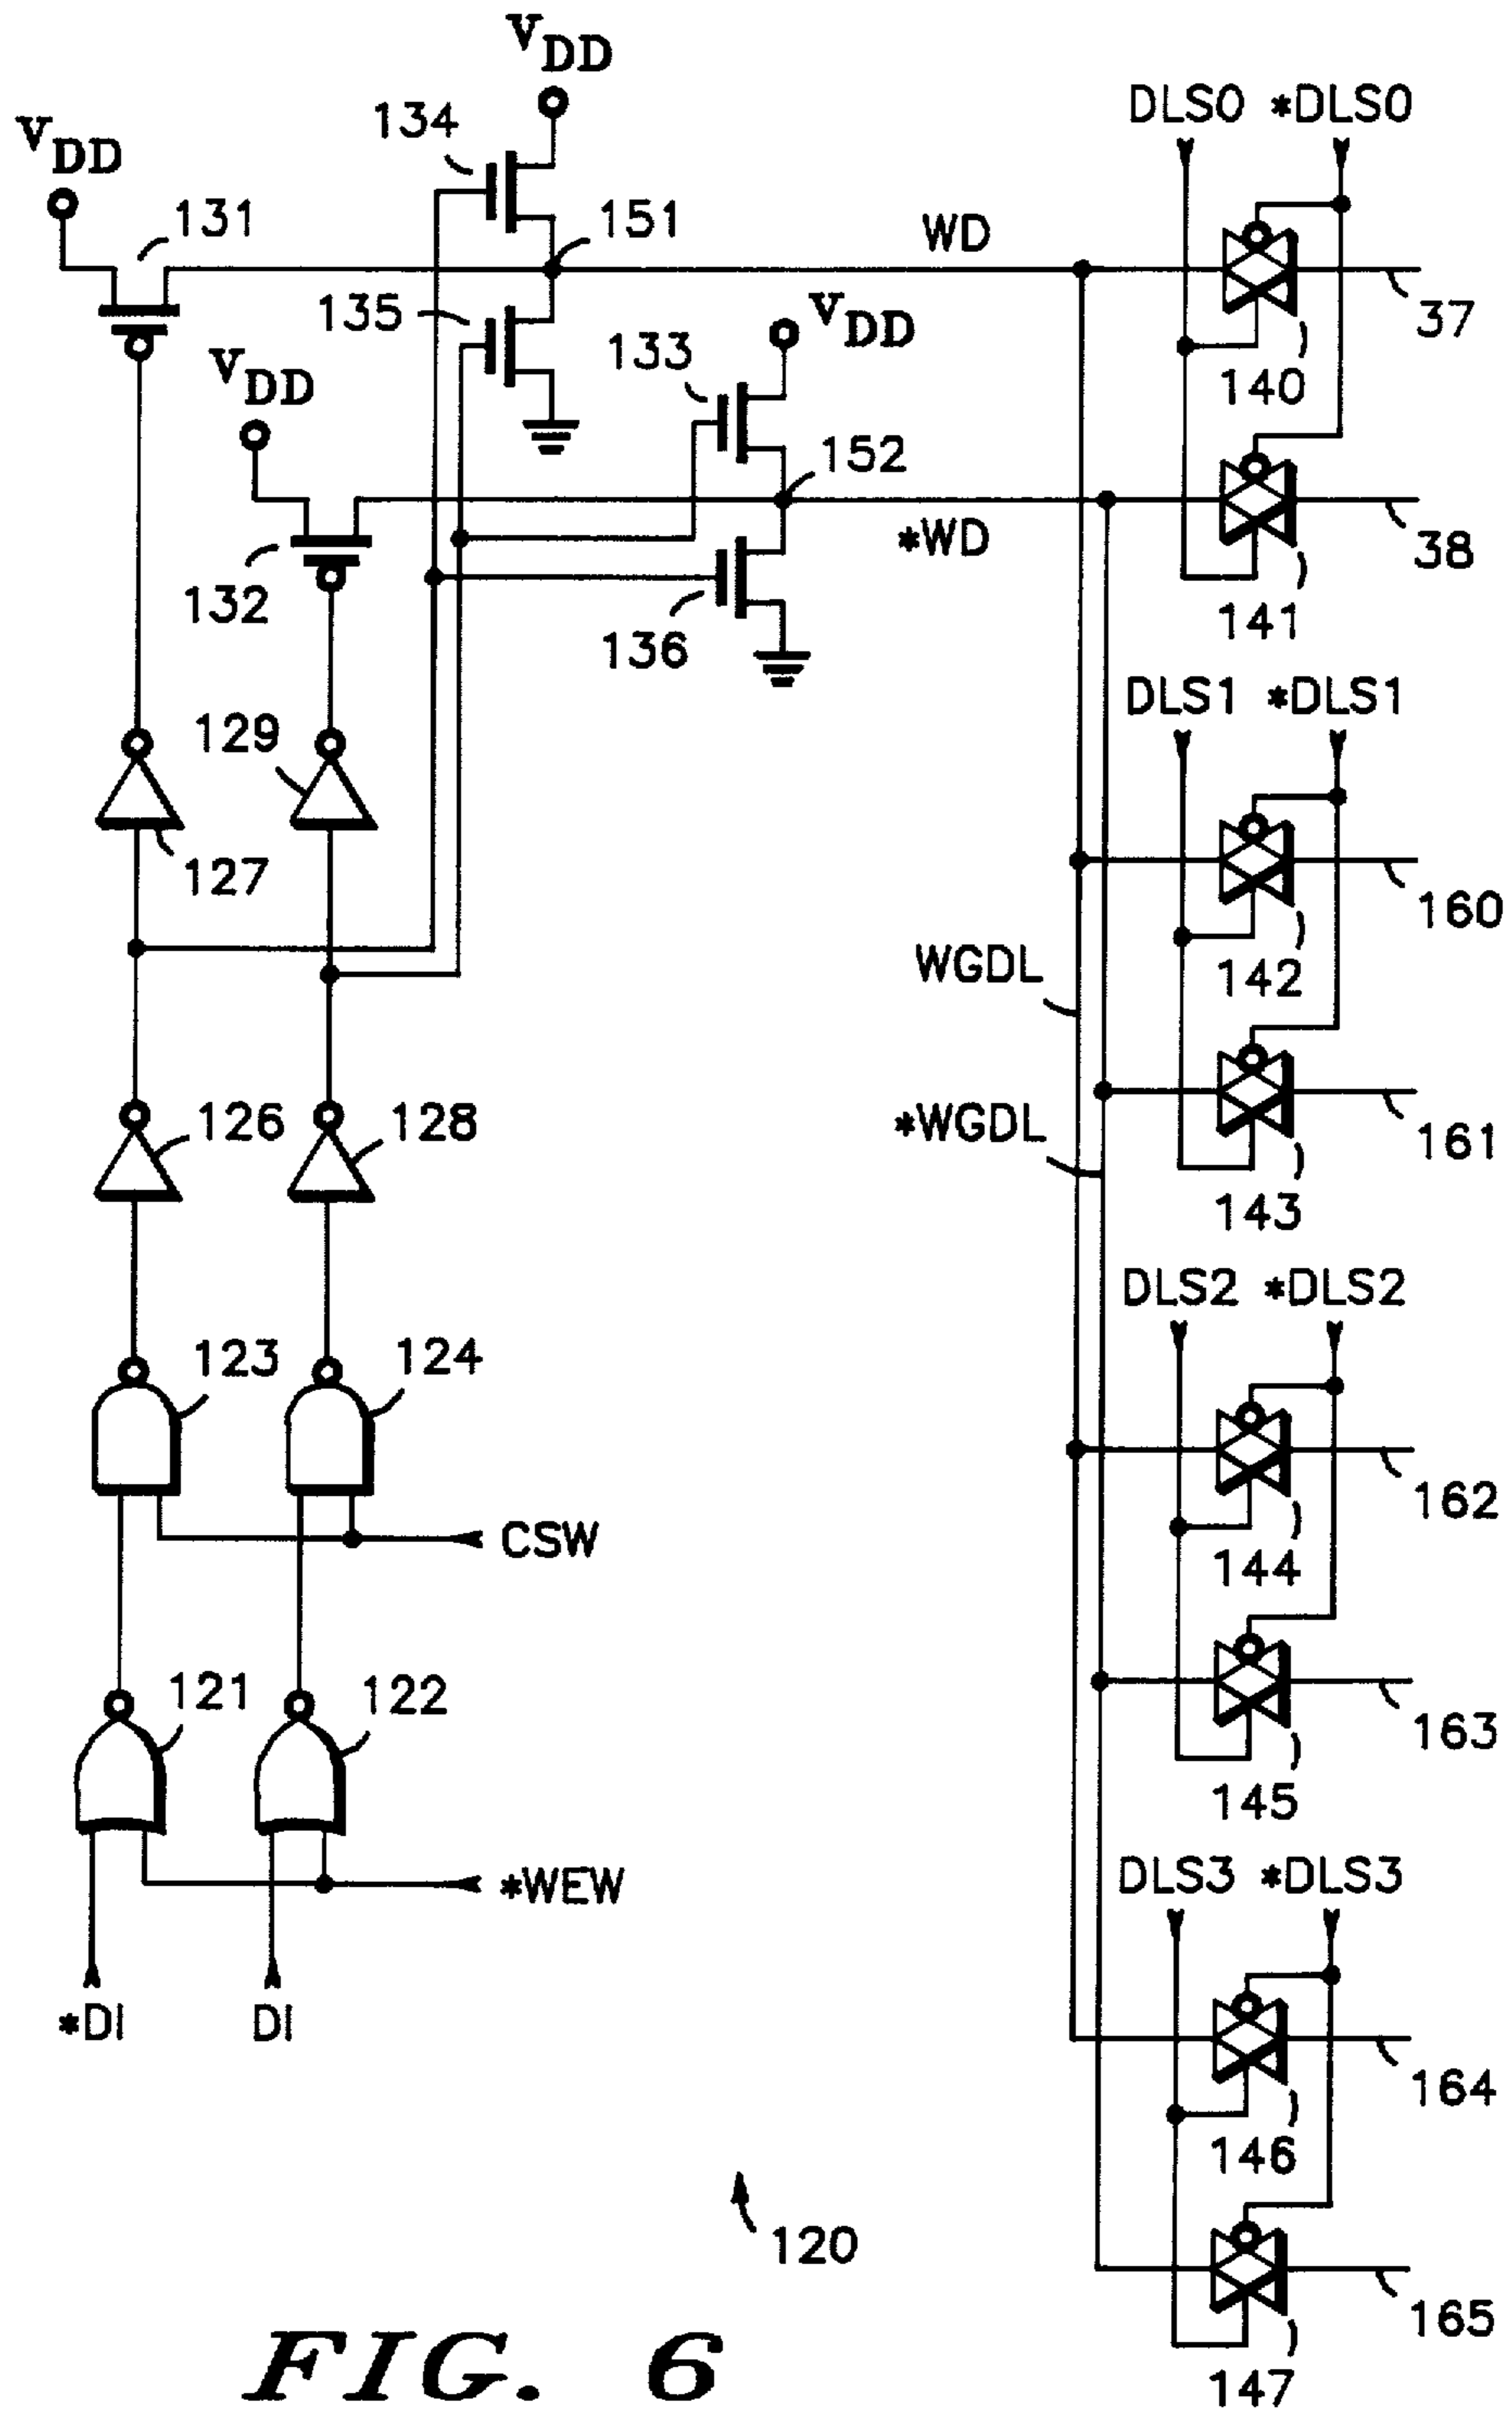 VDD
134
DLS0 *DLS0
VDD
131
151
WD
135
VDD
37
133
140
VDD
152
*WD
38
132
136
141
DLS1 *DLS1
129
127
160
WGDL
142
126
128
*WGDL
161
143
DLS2 *DLS2
123
124
162
CSW
144
121
122
163
145
DLS3 *DLS3
*WEW
*DI
DI
164
146
120
165
147
FIG. 6